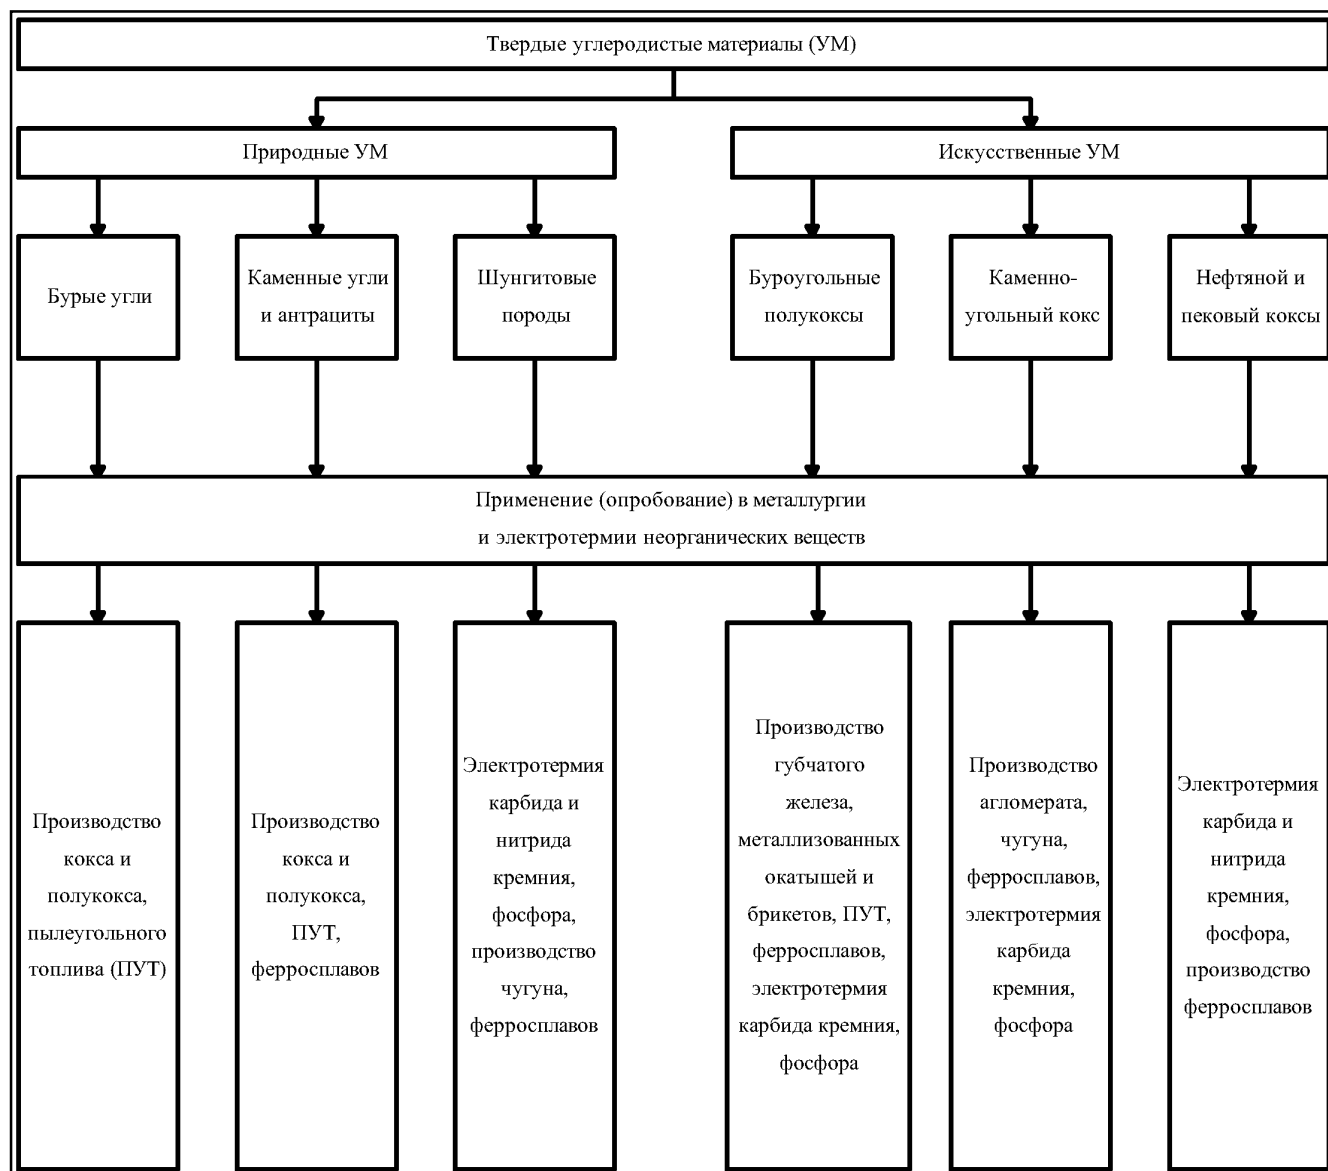 Твердые углеродистые материалы (УМ)
Природные УМ
Искусственные УМ
Бурые угли
Каменные угли
и антрациты
Шунгитовые
породы
Буроугольные
полукоксы
Каменно-
угольный кокс
Нефтяной и
пековый коксы
Применение (опробование) в металлургии
и электротермии неорганических веществ
Производство
кокса и
полукокса,
пылеугольного
топлива (ПУТ)
Производство
кокса и
полукокса,
ПУТ,
ферросплавов
Электротермия
карбида и
нитрида
кремния,
фосфора,
производство
чугуна,
ферросплавов
Производство
губчатого
железа,
металлизованных
окатышей и
брикетов, ПУТ,
ферросплавов,
электротермия
карбида кремния,
фосфора
Производство
агломерата,
чугуна,
ферросплавов,
электротермия
карбида
кремния,
фосфора
Электротермия
карбида и
нитрида
кремния,
фосфора,
производство
ферросплавов